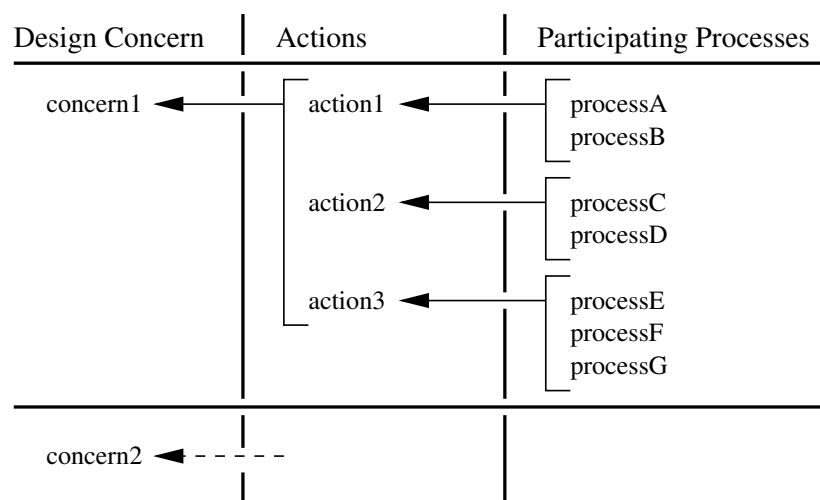 Design Concern Actions Participating Processes
concern1 action1 processA
processB
action2 processC
processD
action3 processE
processF
processG
concern2